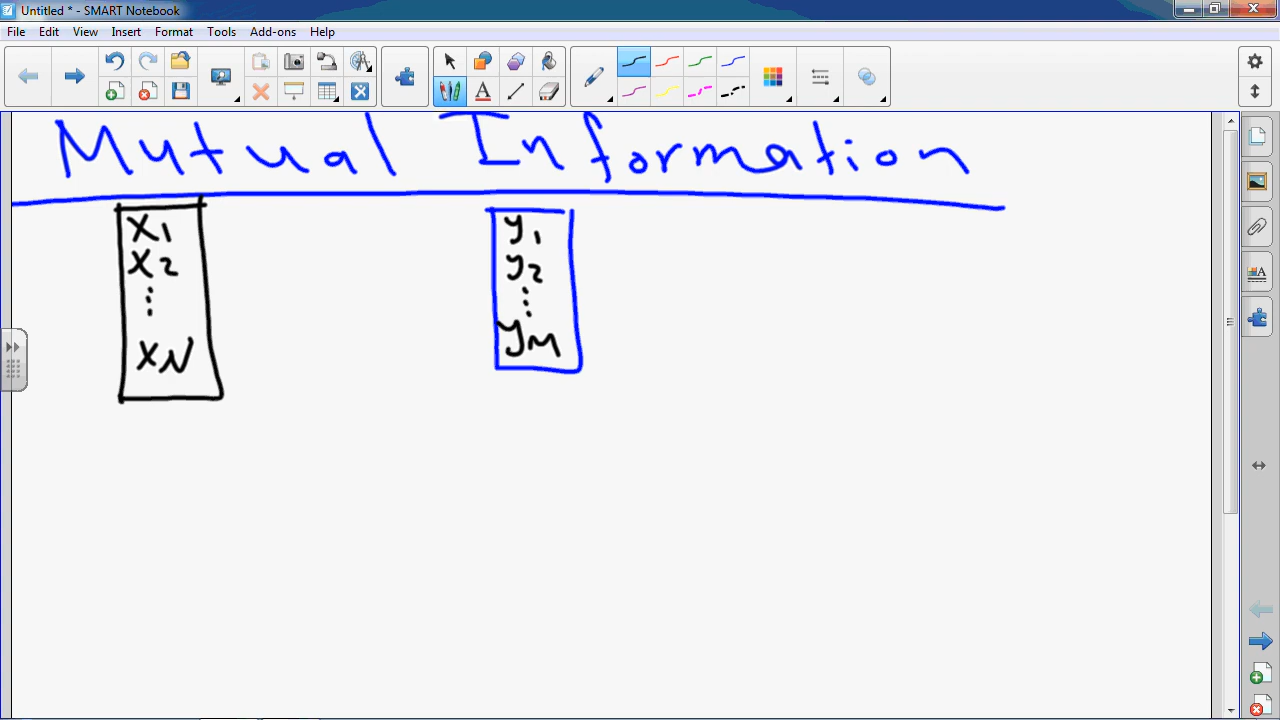 Untitled * - SMART Notebook
File Edit View Insert Format Tools Add-ons Help
Mutual Information
x1
x2
⋮
xN
y1
y2
⋮
yM